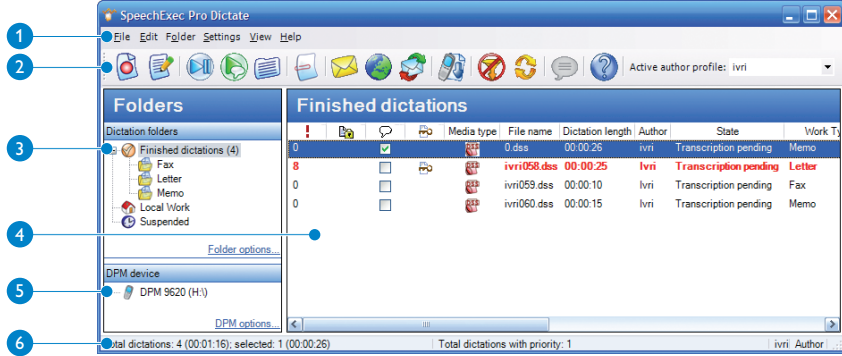 SpeechExec Pro Dictate
1
File Edit Folder Settings View Help
2
Active author profile: ivri
Folders
Finished dictations
Dictation folders
! Media type File name Dictation length Author State Work Ty
3
Finished dictations (4)
0 0.dss 00:00:26 ivri Transcription pending Memo
Fax
8 ivri058.dss 00:00:25 Ivri Transcription pending Letter
Letter
0 ivri059.dss 00:00:10 Ivri Transcription pending Fax
Memo
0 ivri060.dss 00:00:15 Ivri Transcription pending Memo
Local Work
Suspended
4
Folder options...
DPM device
5
DPM 9620 (H:\)
DPM options...
6
otal dictations: 4 (00:01:16); selected: 1 (00:00:26) Total dictations with priority: 1 ivri Author